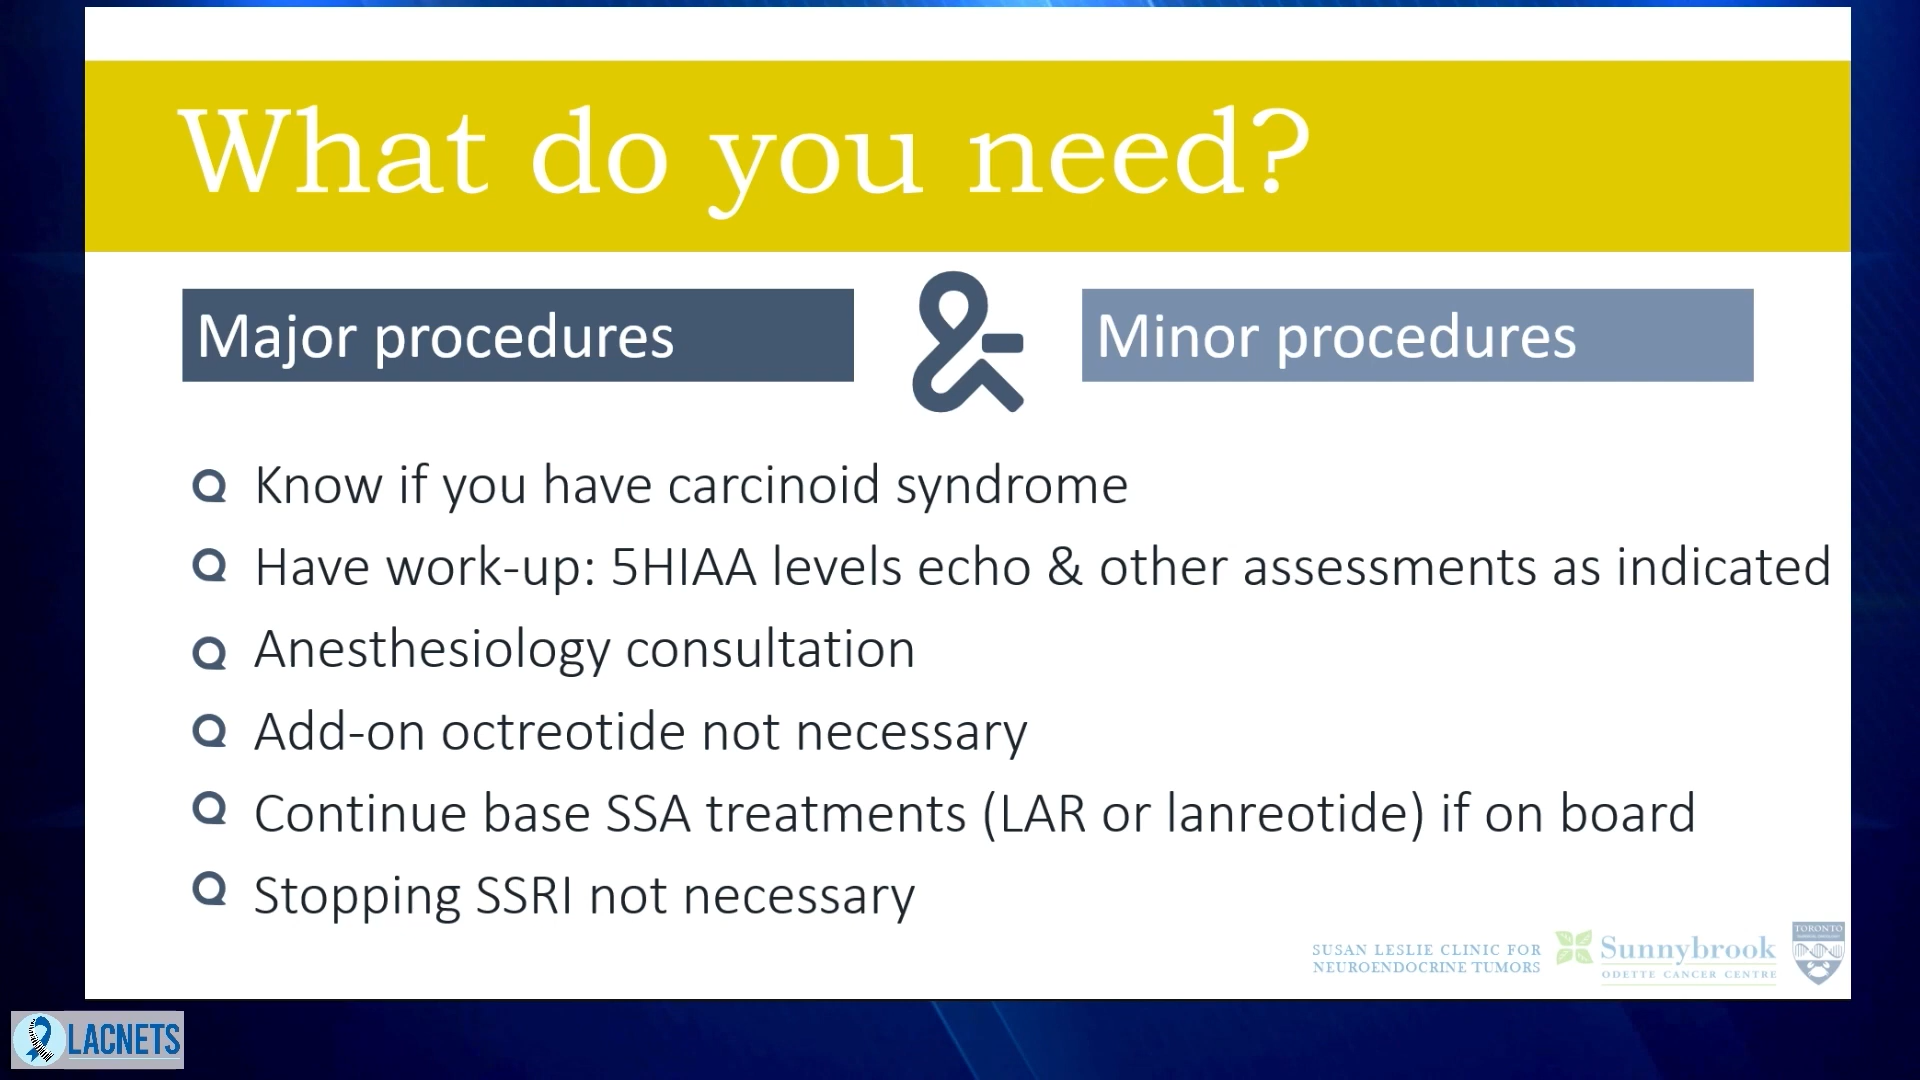 What do you need?
Major procedures
&
Minor procedures
Know if you have carcinoid syndrome
Have work-up: 5HIAA levels echo & other assessments as indicated
Anesthesiology consultation
Add-on octreotide not necessary
Continue base SSA treatments (LAR or lanreotide) if on board
Stopping SSRI not necessary
SUSAN LESLIE CLINIC FOR
NEUROENDOCRINE TUMORS
Sunnybrook
ODETTE CANCER CENTRE
TORONTO
LACNETS